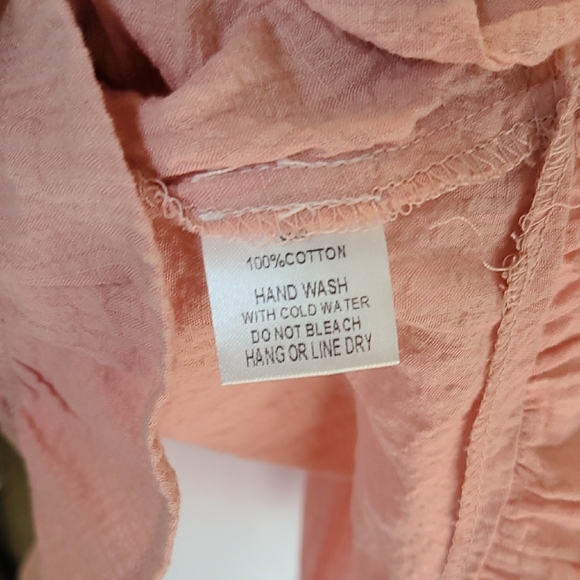 100%COTTON
HAND WASH
WITH COLD WATER
DO NOT BLEACH
HANG OR LINE DRY